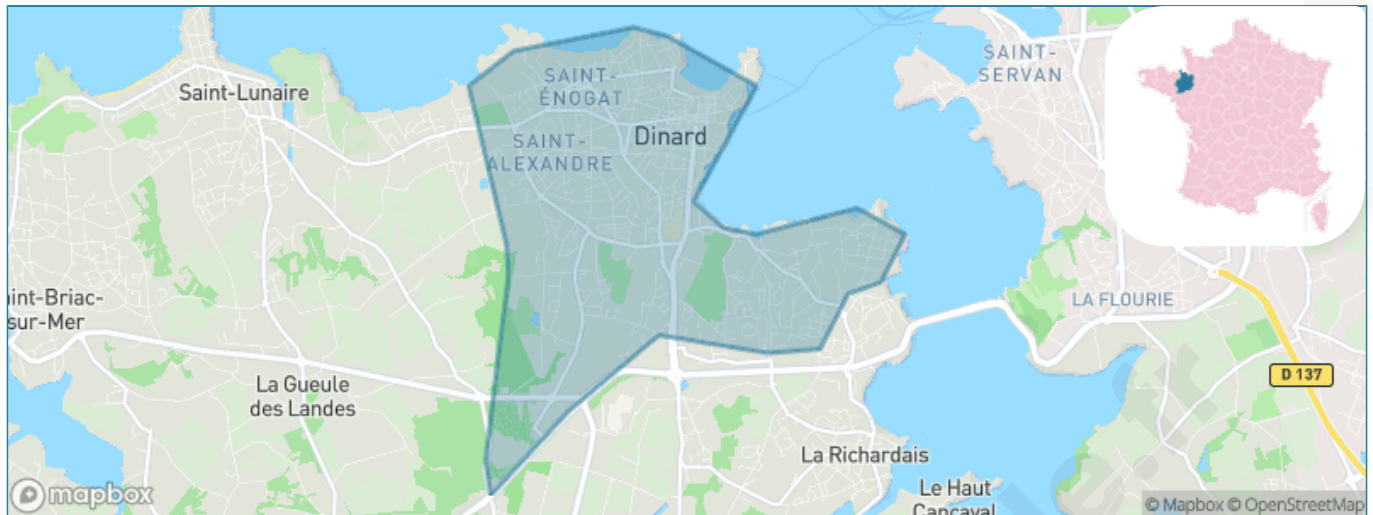 SAINT-
SERVAN
SAINT-
ÉNOGAT
Saint-Lunaire
Dinard
SAINT-
ALEXANDRE
aint-Briac-
sur-Mer
LA FLOURIE
La Gueule
des Landes
D 137
La Richardais
Le Haut
Cancaval
mapbox
© Mapbox © OpenStreetMap